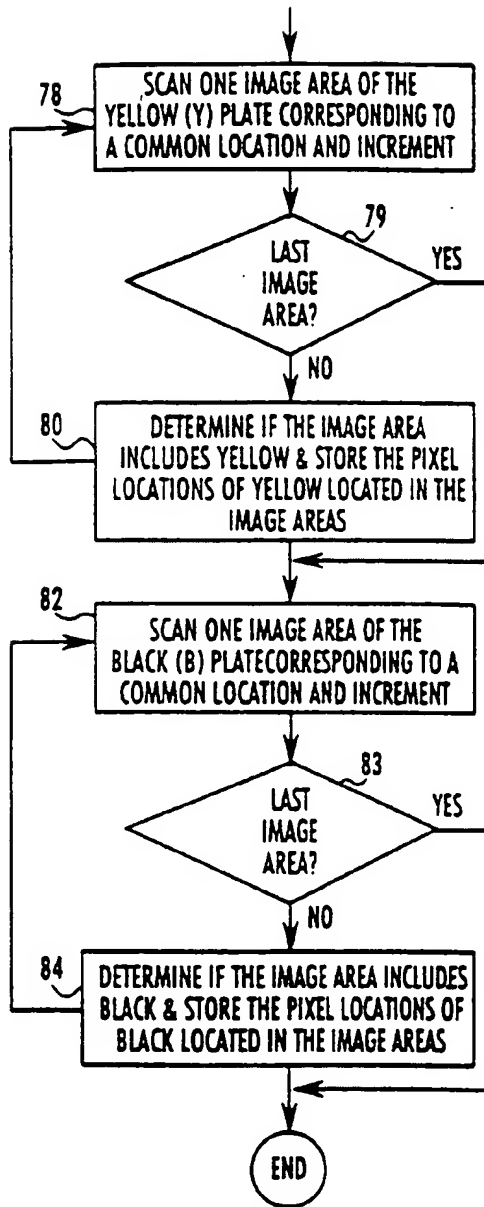 78
SCAN ONE IMAGE AREA OF THE
YELLOW (Y) PLATE CORRESPONDING TO
A COMMON LOCATION AND INCREMENT
79
LAST
IMAGE
AREA?
YES
NO
80
DETERMINE IF THE IMAGE AREA
INCLUDES YELLOW & STORE THE PIXEL
LOCATIONS OF YELLOW LOCATED IN THE
IMAGE AREAS
82
SCAN ONE IMAGE AREA OF THE
BLACK (B) PLATECORRESPONDING TO A
COMMON LOCATION AND INCREMENT
83
LAST
IMAGE
AREA?
YES
NO
84
DETERMINE IF THE IMAGE AREA INCLUDES
BLACK & STORE THE PIXEL LOCATIONS OF
BLACK LOCATED IN THE IMAGE AREAS
END